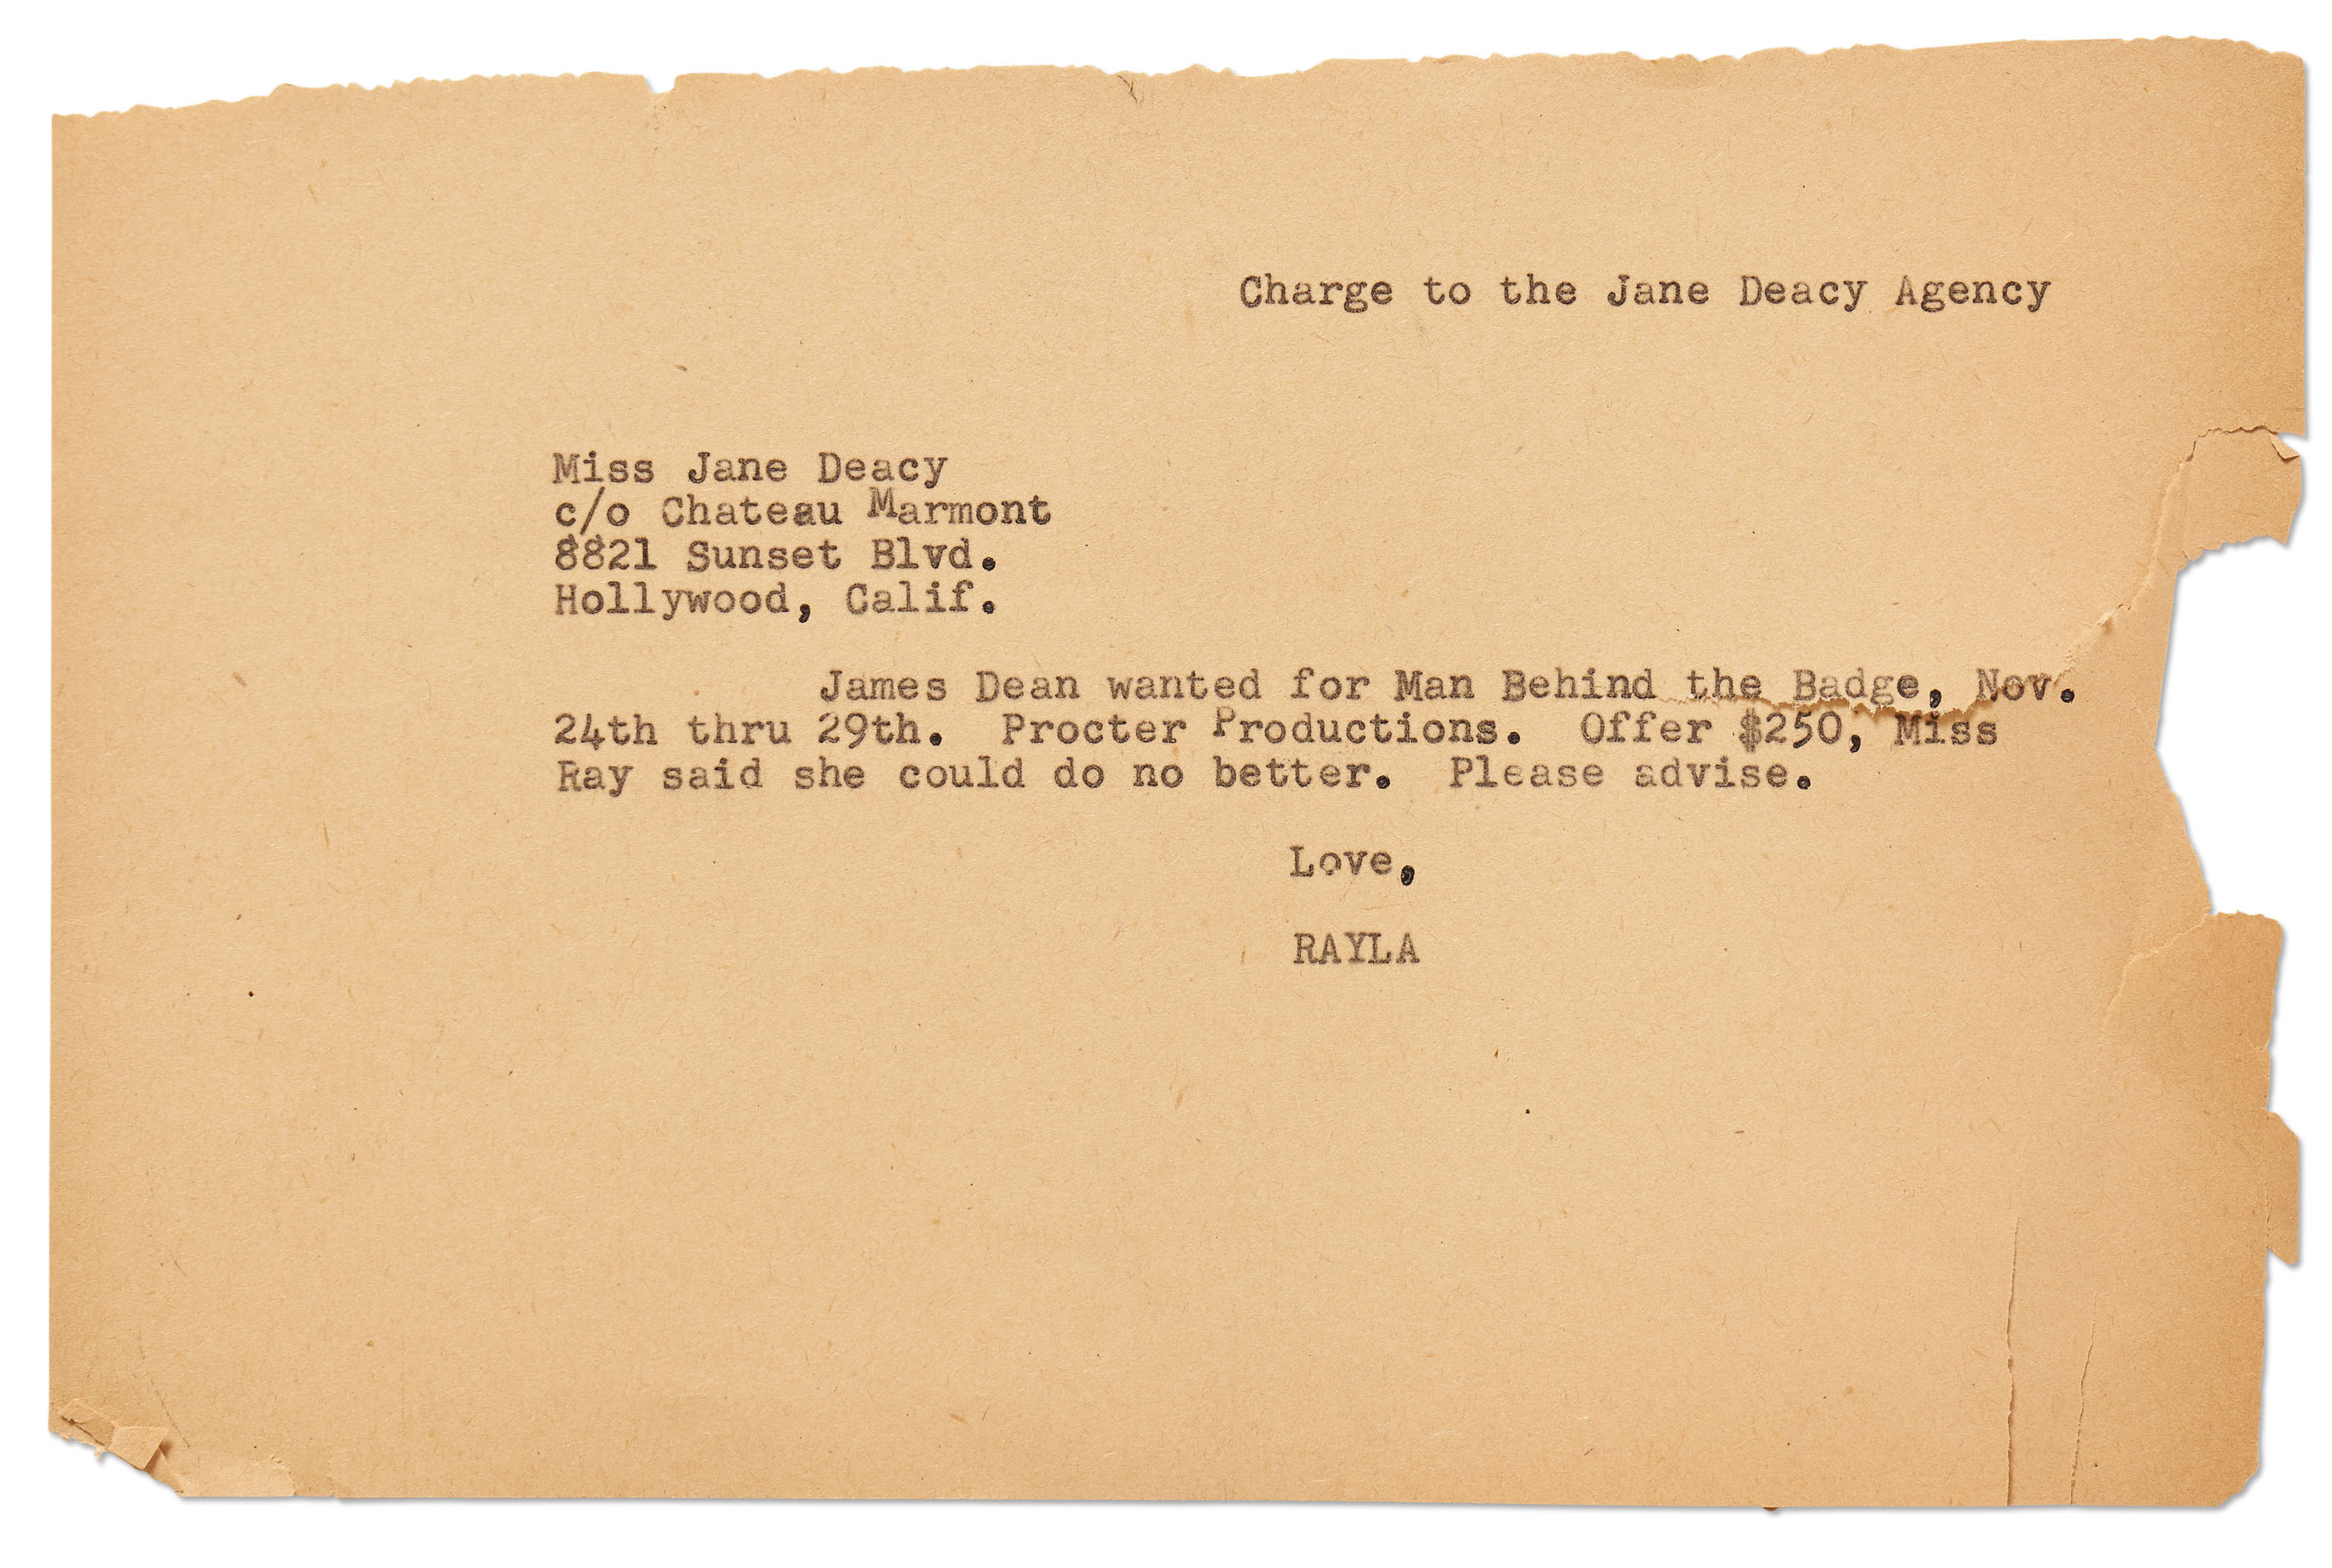 Charge to the Jane Deacy Agency
Miss Jane Deacy
c/o Chateau Marmont
8821 Sunset Blvd.
Hollywood, Calif.
James Dean wanted for Man Behind the Badge, Nov.
24th thru 29th. Procter Productions. Offer $250, Miss
Ray said she could do no better. Please advise.
Love,
RAYLA